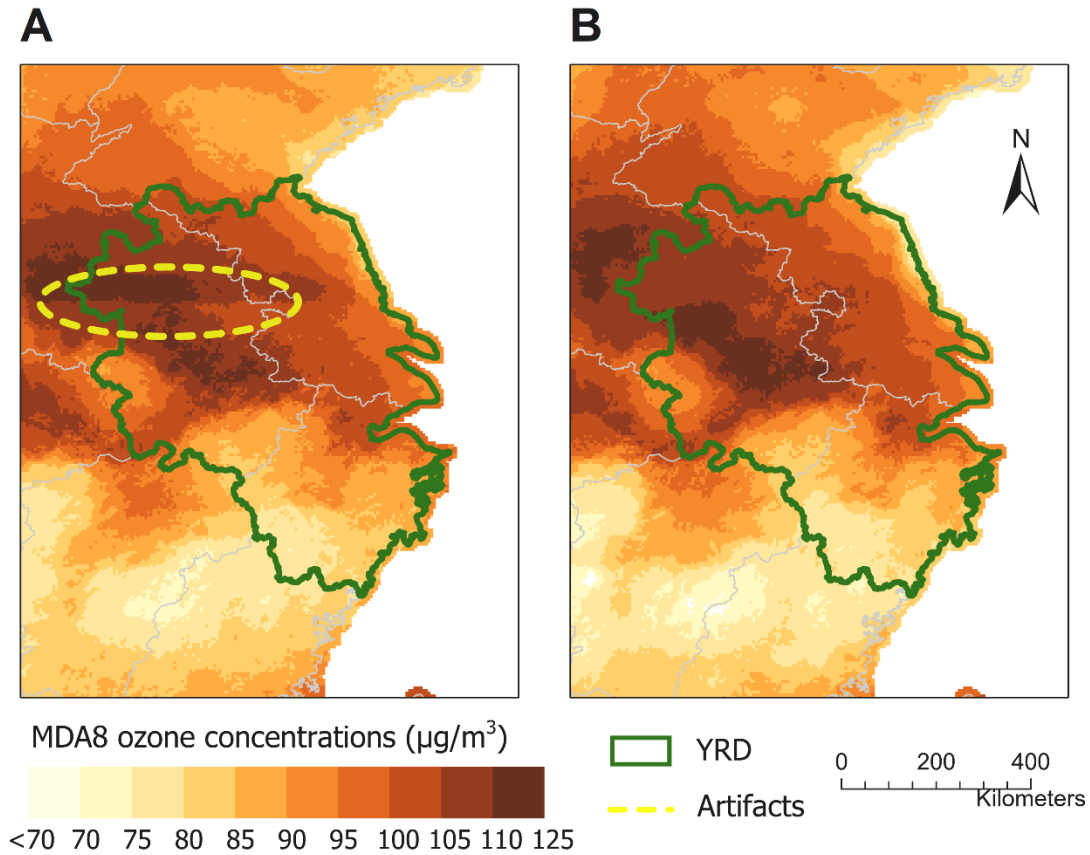 A
B
N
MDA8 ozone concentrations (µg/m³)
<70 70 75 80 85 90 95 100 105 110 125
YRD
Artifacts
0 200 400
Kilometers